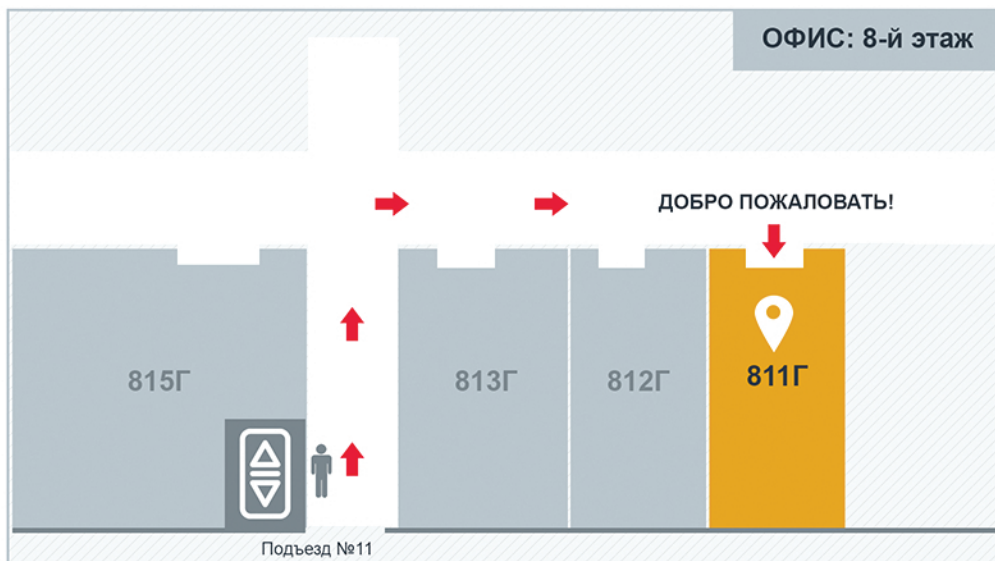 ОФИС: 8-й этаж
ДОБРО ПОЖАЛОВАТЬ!
815Г
813Г
812Г
811Г
Подъезд №11